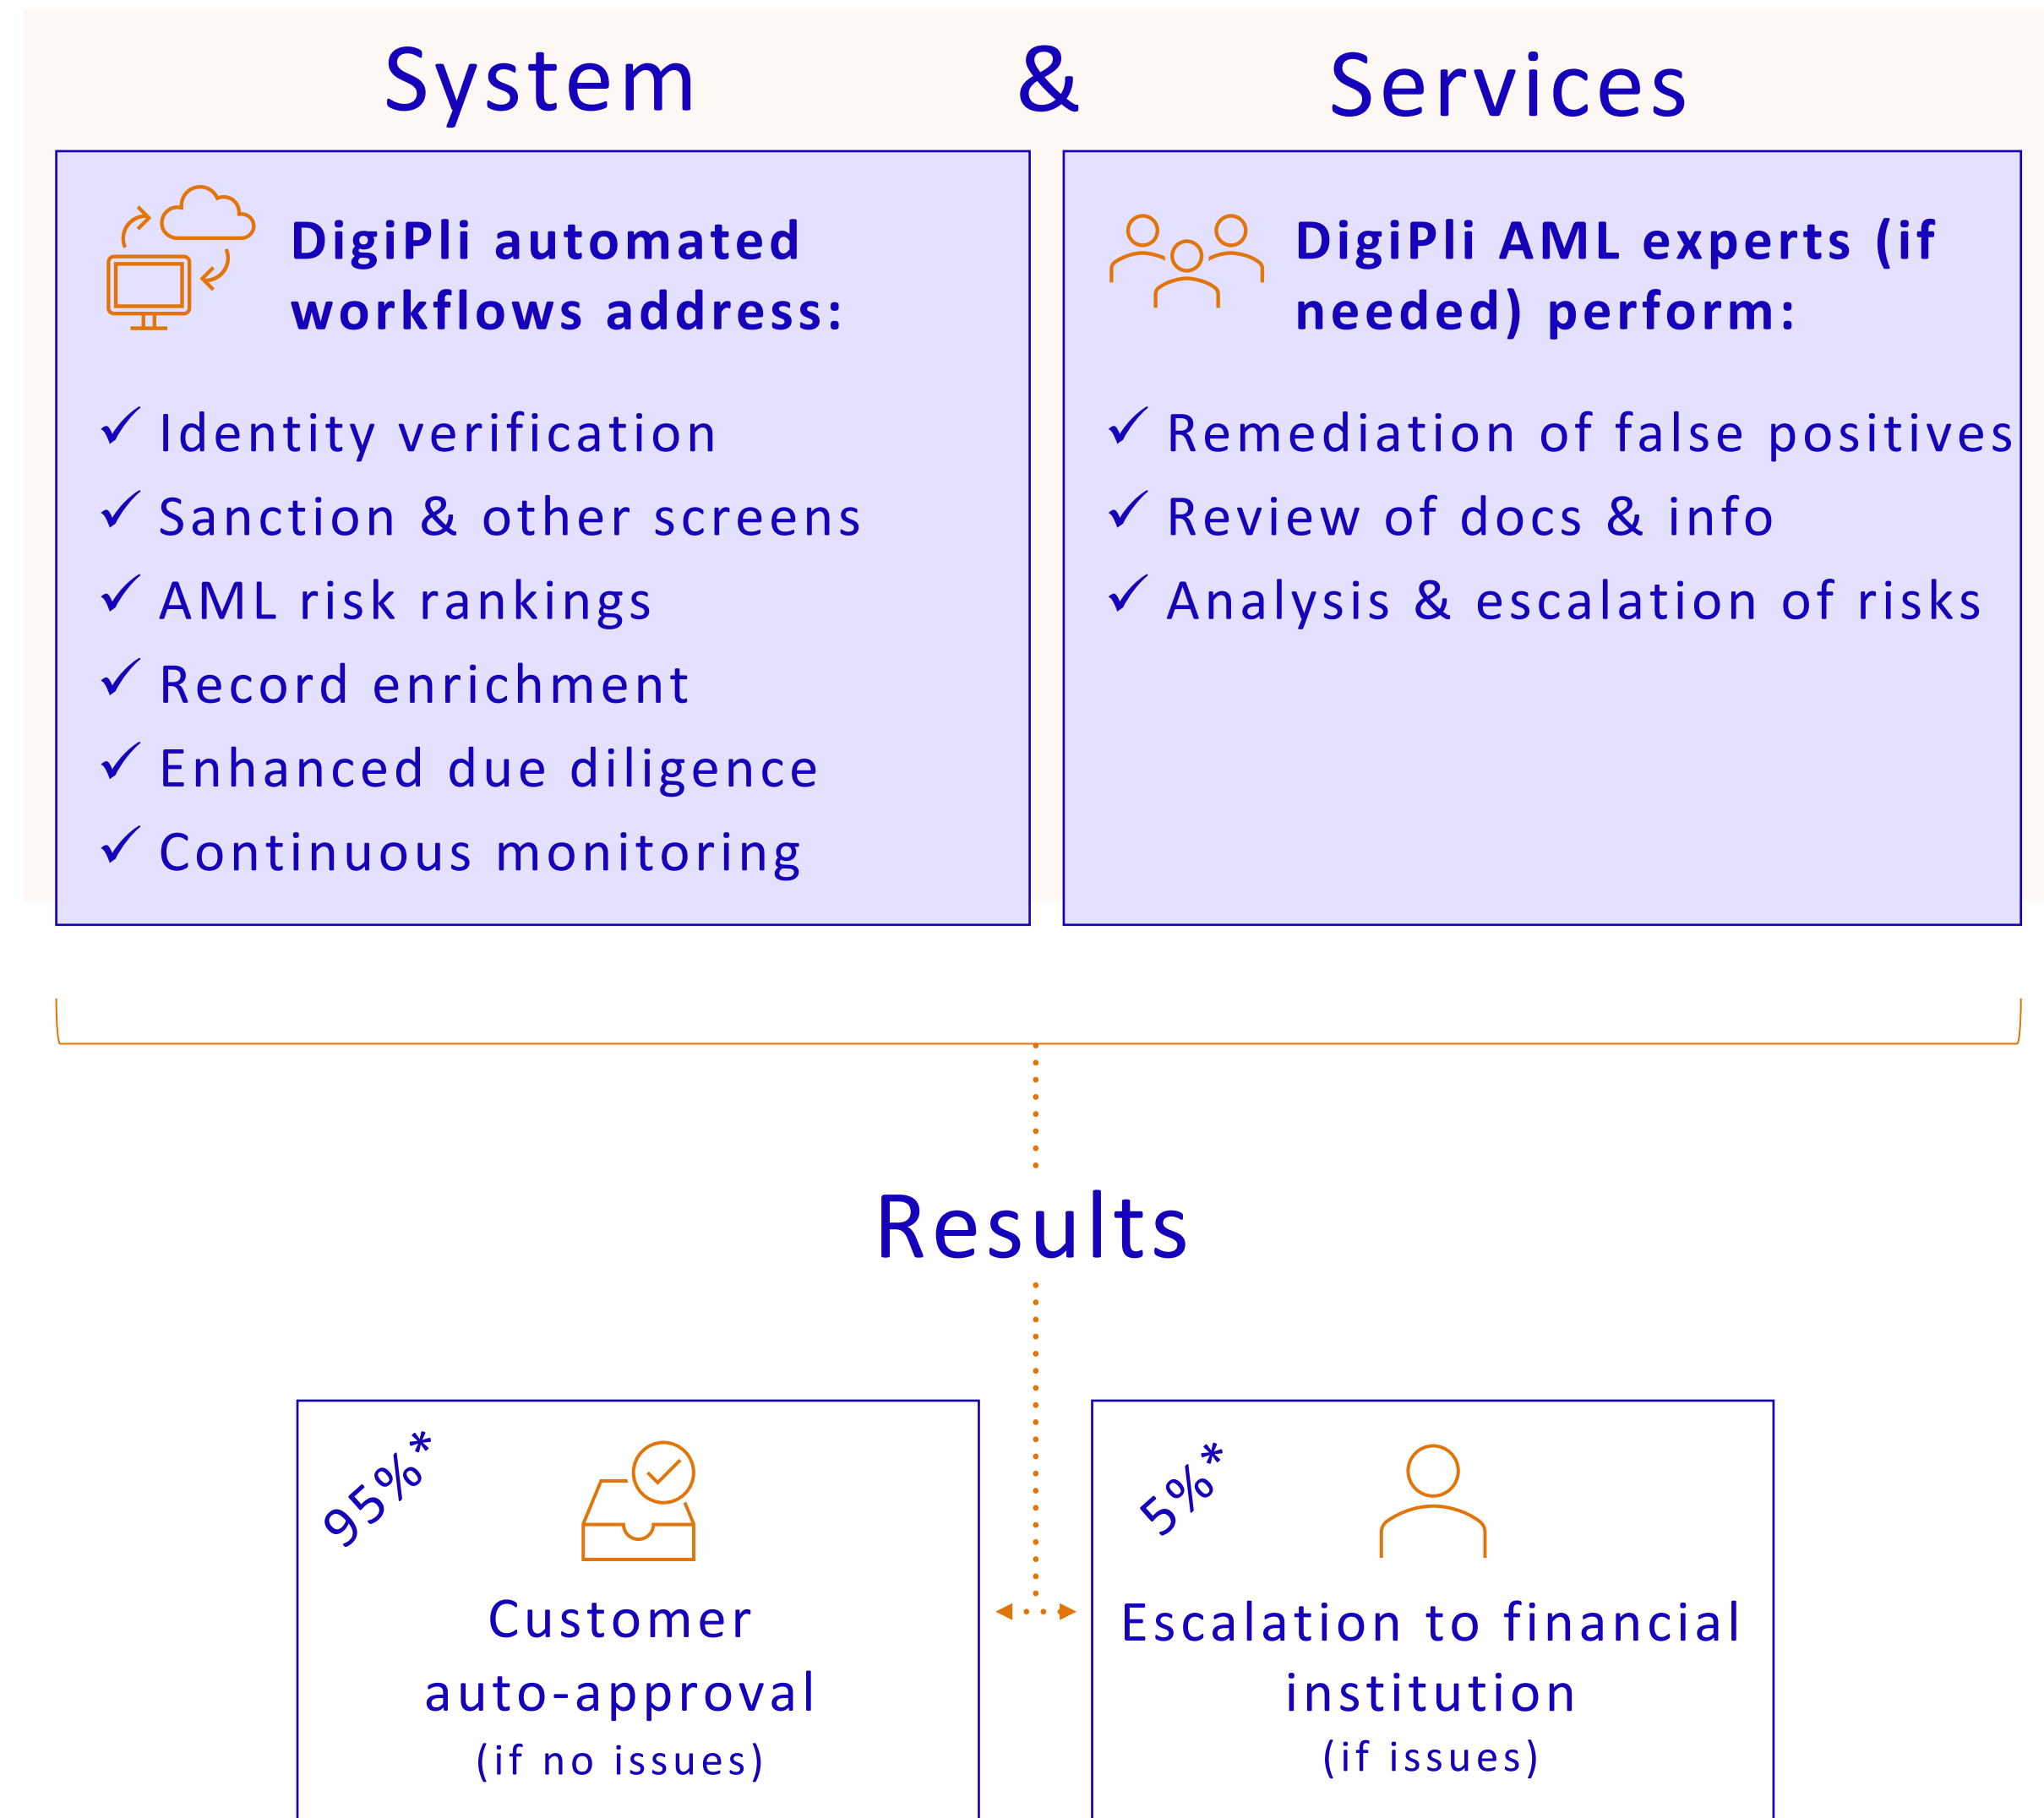 System & Services
DigiPli automated
workflows address:
Identity verification
Sanction & other screens
AML risk rankings
Record enrichment
Enhanced due diligence
Continuous monitoring
DigiPli AML experts (if
needed) perform:
Remediation of false positives
Review of docs & info
Analysis & escalation of risks
Results
95%*
Customer
auto-approval
(if no issues)
5%*
Escalation to financial
institution
(if issues)